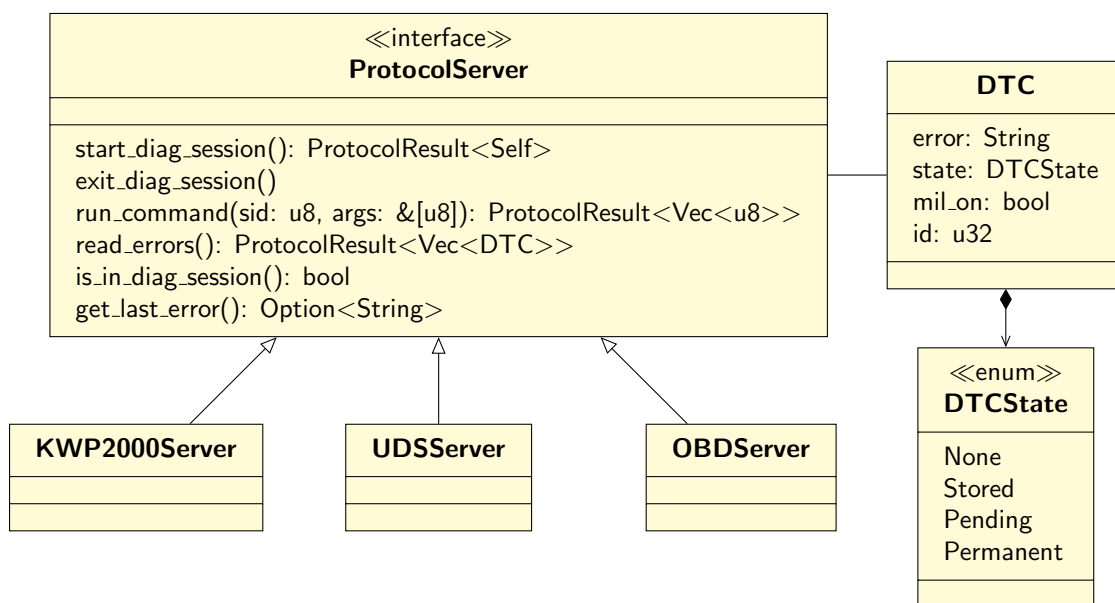 ≪interface≫
ProtocolServer
start_diag_session(): ProtocolResult<Self>
exit_diag_session()
run_command(sid: u8, args: &[u8]): ProtocolResult<Vec<u8>>
read_errors(): ProtocolResult<Vec<DTC>>
is_in_diag_session(): bool
get_last_error(): Option<String>
DTC
error: String
state: DTCState
mil_on: bool
id: u32
KWP2000Server
UDSServer
OBDServer
≪enum≫
DTCState
None
Stored
Pending
Permanent